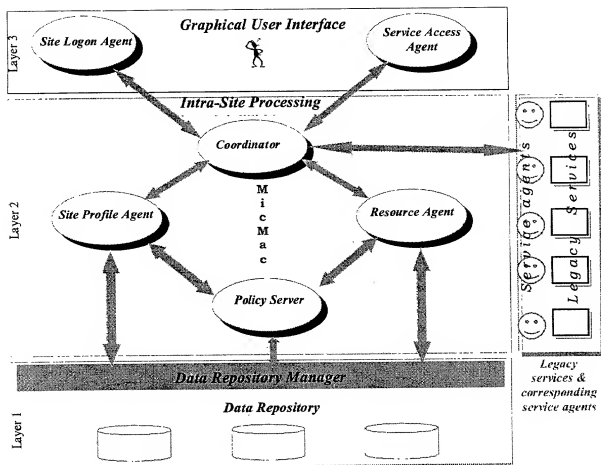 Layer 3
Graphical User Interface
Site Logon Agent
Service Access
Agent
Layer 2
Intra-Site Processing
Coordinator
Site Profile Agent
MicMac
Resource Agent
Policy Server
Service agents
Legacy Services
Legacy
services &
corresponding
service agents
Data Repository Manager
Layer 1
Data Repository